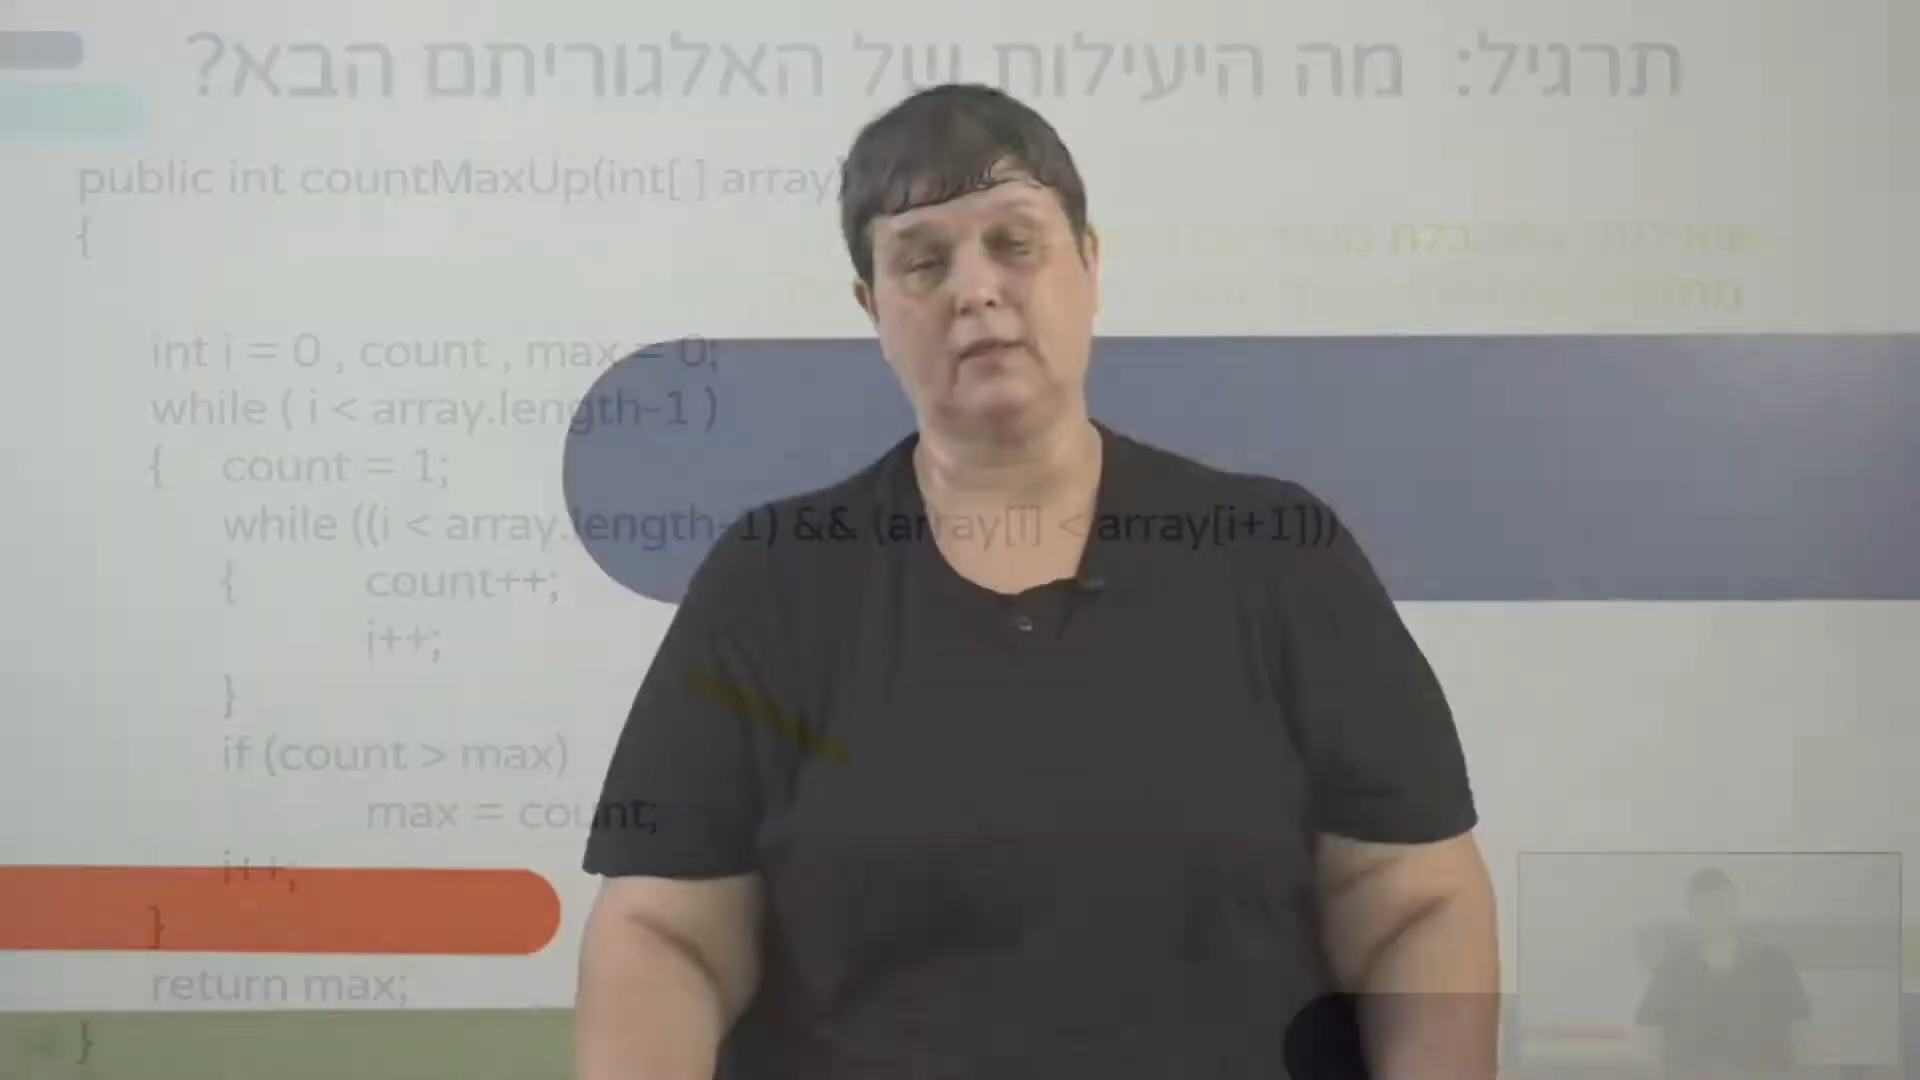 תרגיל: מה היעילות של האלגוריתם הבא?
public int countMaxUp(int[ ] array)
{
int i = 0 , count , max = 0;
while ( i < array.length-1 )
{ count = 1;
while ((i < array.length-1) && (array[i] < array[i+1]))
{ count++;
i++;
}
if (count > max)
max = count;
i++;
}
return max;
}